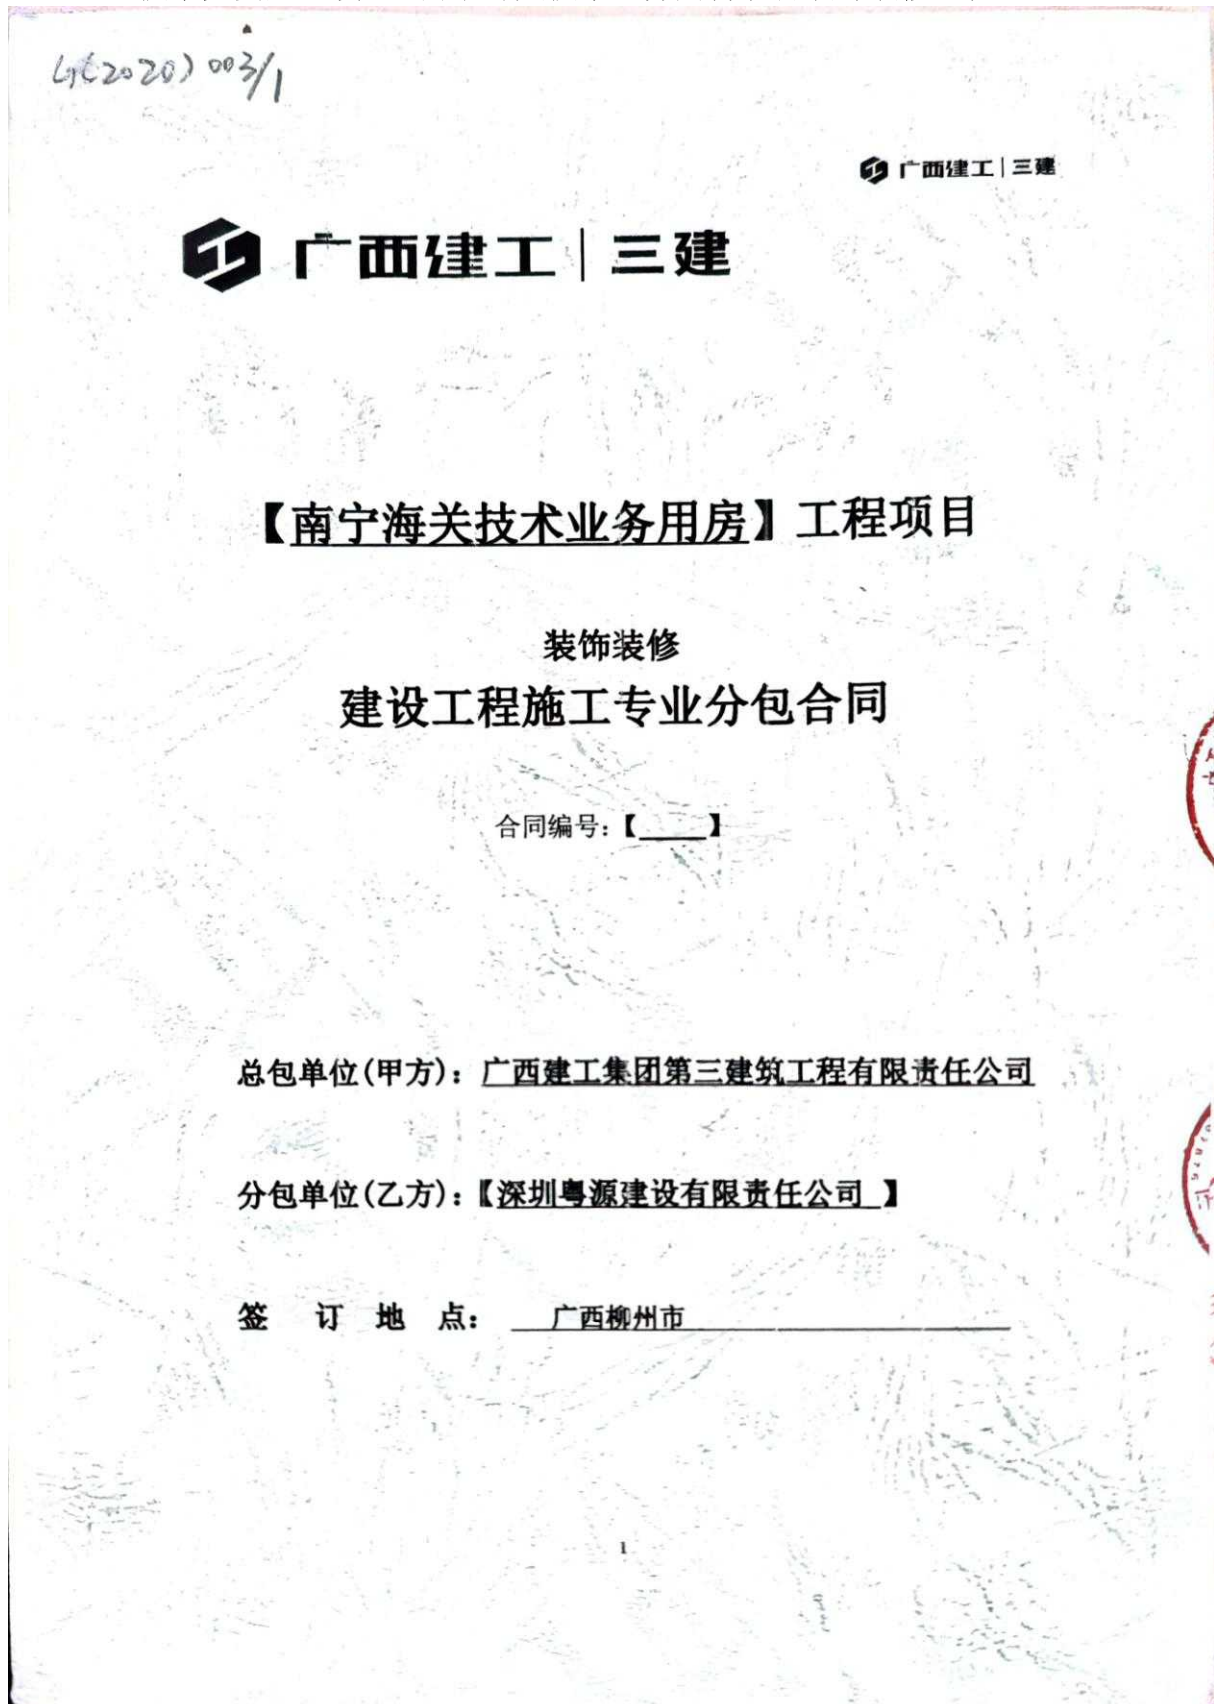 (2020)003/1
广西建工|三建
广西建工|三建
【南宁海关技术业务用房】工程项目
装饰装修
建设工程施工专业分包合同
合同编号:【_____】
总包单位(甲方):广西建工集团第三建筑工程有限责任公司
分包单位(乙方):【深圳粤源建设有限责任公司 】
签 订 地 点: 广西柳州市
1